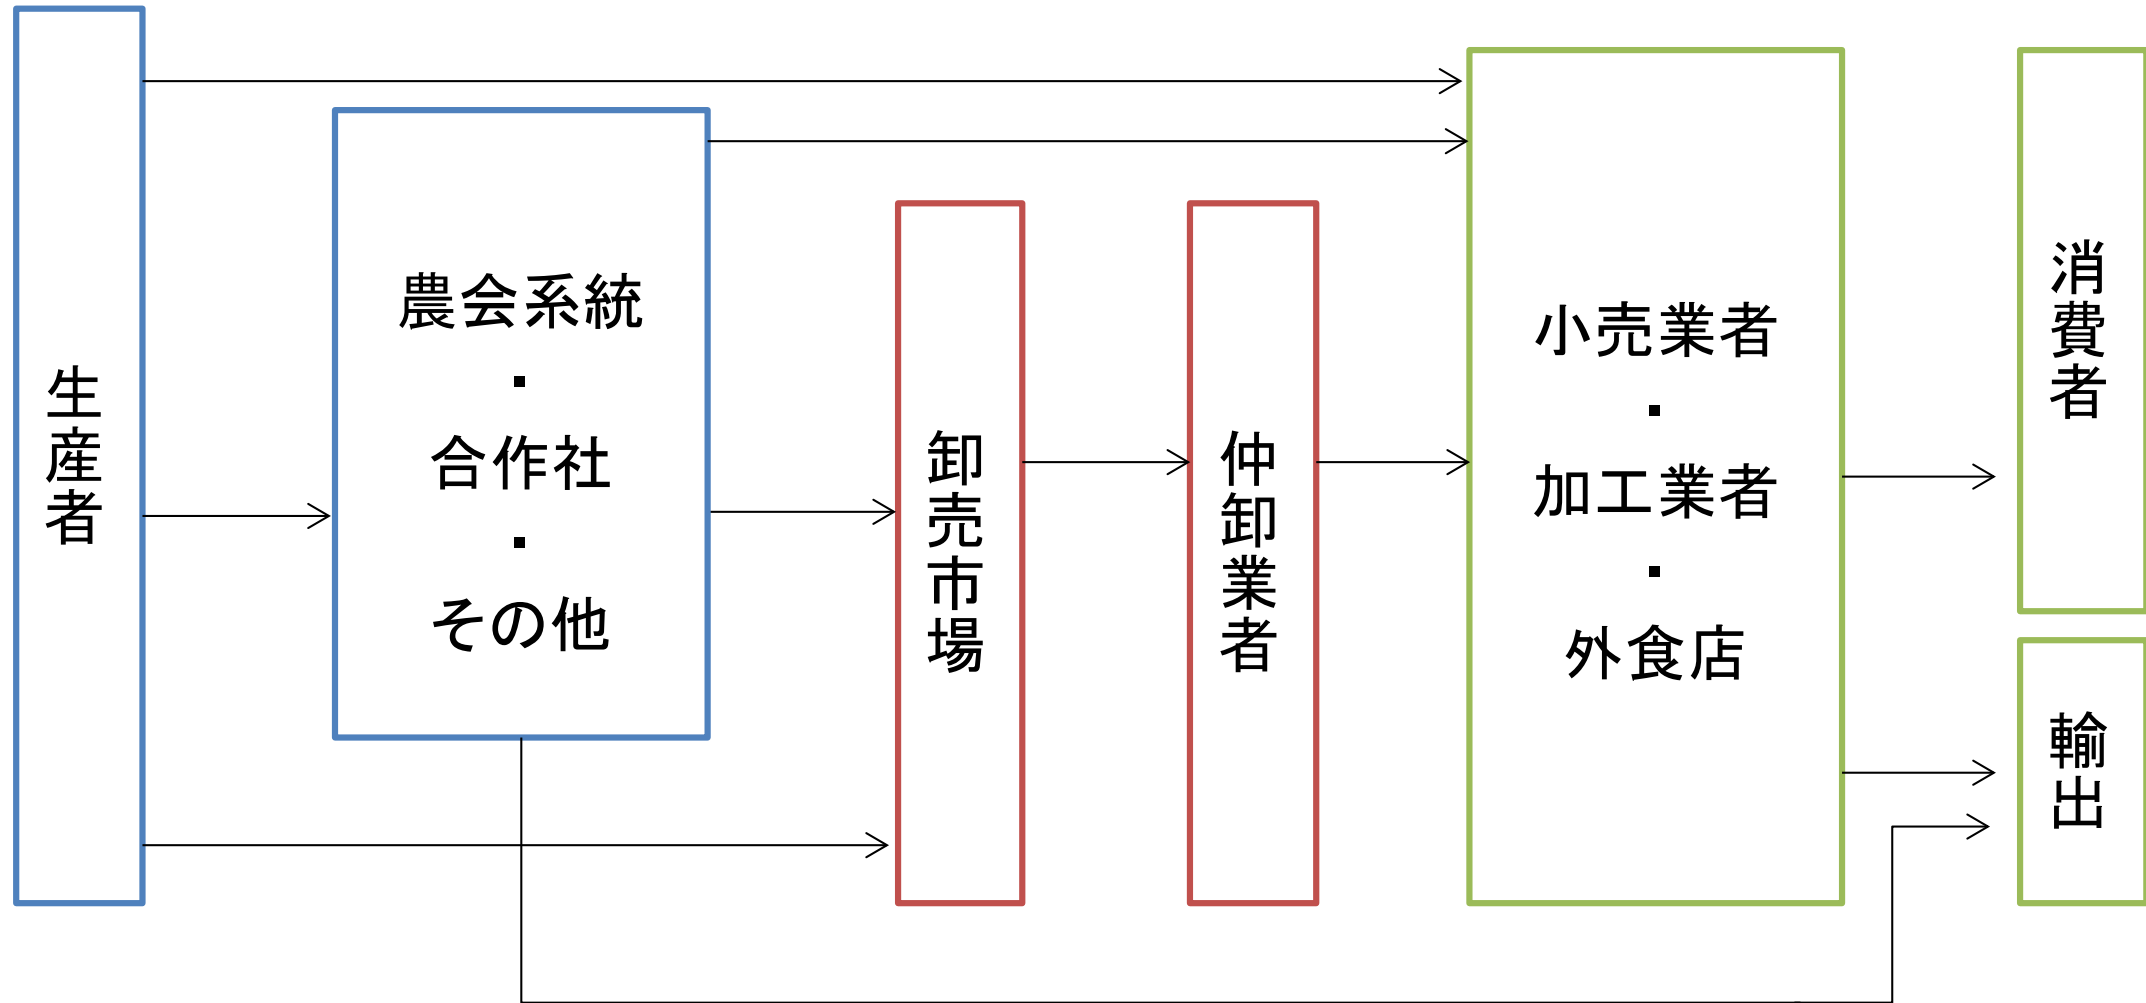 生産者
農会系統
・
合作社
・
その他
卸売市場
仲卸業者
小売業者
・
加工業者
・
外食店
消費者
輸出